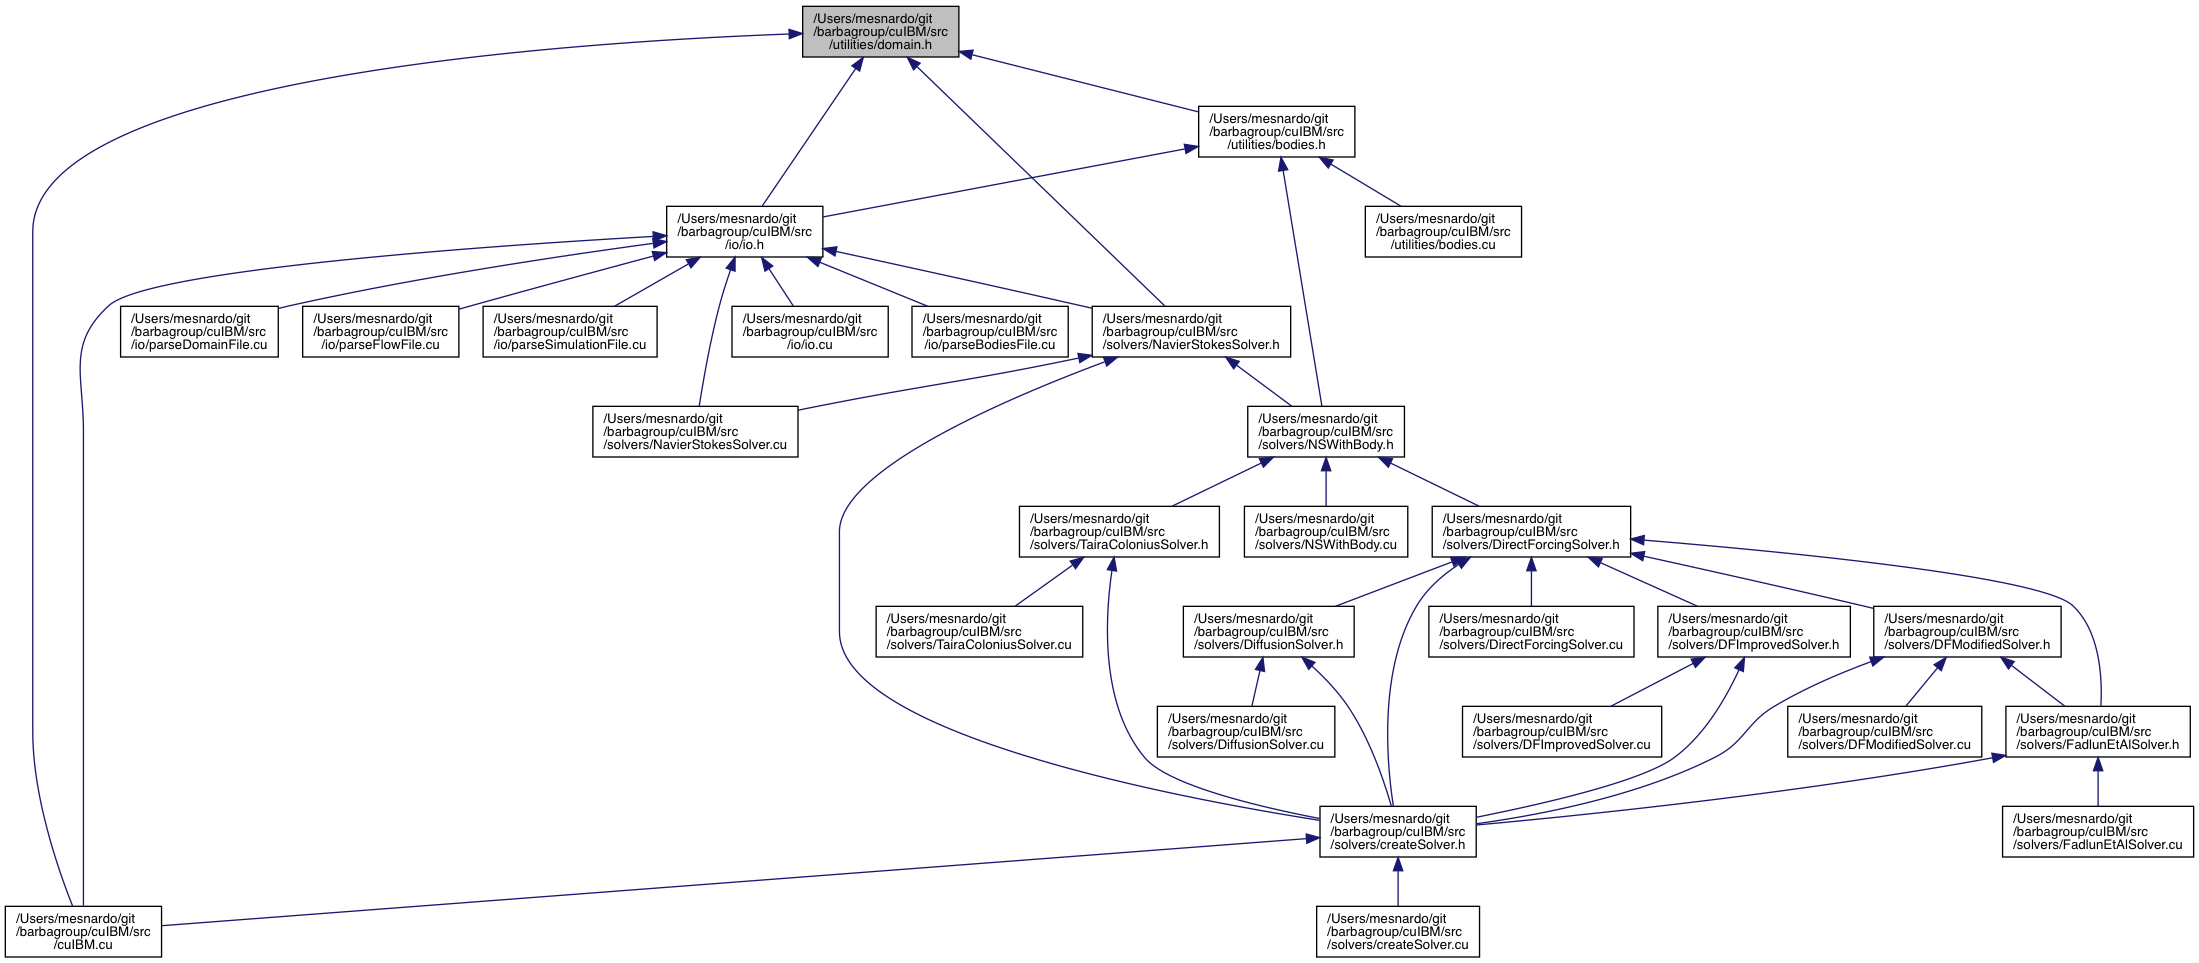 /Users/mesnardo/git
/barbagroup/cuIBM/src
/utilities/domain.h
/Users/mesnardo/git
/barbagroup/cuIBM/src
/utilities/bodies.h
/Users/mesnardo/git
/barbagroup/cuIBM/src
/io/io.h
/Users/mesnardo/git
/barbagroup/cuIBM/src
/utilities/bodies.cu
/Users/mesnardo/git
/barbagroup/cuIBM/src
/io/parseDomainFile.cu
/Users/mesnardo/git
/barbagroup/cuIBM/src
/io/parseFlowFile.cu
/Users/mesnardo/git
/barbagroup/cuIBM/src
/io/parseSimulationFile.cu
/Users/mesnardo/git
/barbagroup/cuIBM/src
/io/io.cu
/Users/mesnardo/git
/barbagroup/cuIBM/src
/io/parseBodiesFile.cu
/Users/mesnardo/git
/barbagroup/cuIBM/src
/solvers/NavierStokesSolver.h
/Users/mesnardo/git
/barbagroup/cuIBM/src
/solvers/NavierStokesSolver.cu
/Users/mesnardo/git
/barbagroup/cuIBM/src
/solvers/NSWithBody.h
/Users/mesnardo/git
/barbagroup/cuIBM/src
/solvers/TairaColoniusSolver.h
/Users/mesnardo/git
/barbagroup/cuIBM/src
/solvers/NSWithBody.cu
/Users/mesnardo/git
/barbagroup/cuIBM/src
/solvers/DirectForcingSolver.h
/Users/mesnardo/git
/barbagroup/cuIBM/src
/solvers/TairaColoniusSolver.cu
/Users/mesnardo/git
/barbagroup/cuIBM/src
/solvers/DiffusionSolver.h
/Users/mesnardo/git
/barbagroup/cuIBM/src
/solvers/DirectForcingSolver.cu
/Users/mesnardo/git
/barbagroup/cuIBM/src
/solvers/DFImprovedSolver.h
/Users/mesnardo/git
/barbagroup/cuIBM/src
/solvers/DFModifiedSolver.h
/Users/mesnardo/git
/barbagroup/cuIBM/src
/solvers/DiffusionSolver.cu
/Users/mesnardo/git
/barbagroup/cuIBM/src
/solvers/DFImprovedSolver.cu
/Users/mesnardo/git
/barbagroup/cuIBM/src
/solvers/DFModifiedSolver.cu
/Users/mesnardo/git
/barbagroup/cuIBM/src
/solvers/FadlunEtAlSolver.h
/Users/mesnardo/git
/barbagroup/cuIBM/src
/solvers/createSolver.h
/Users/mesnardo/git
/barbagroup/cuIBM/src
/solvers/FadlunEtAlSolver.cu
/Users/mesnardo/git
/barbagroup/cuIBM/src
/cuIBM.cu
/Users/mesnardo/git
/barbagroup/cuIBM/src
/solvers/createSolver.cu